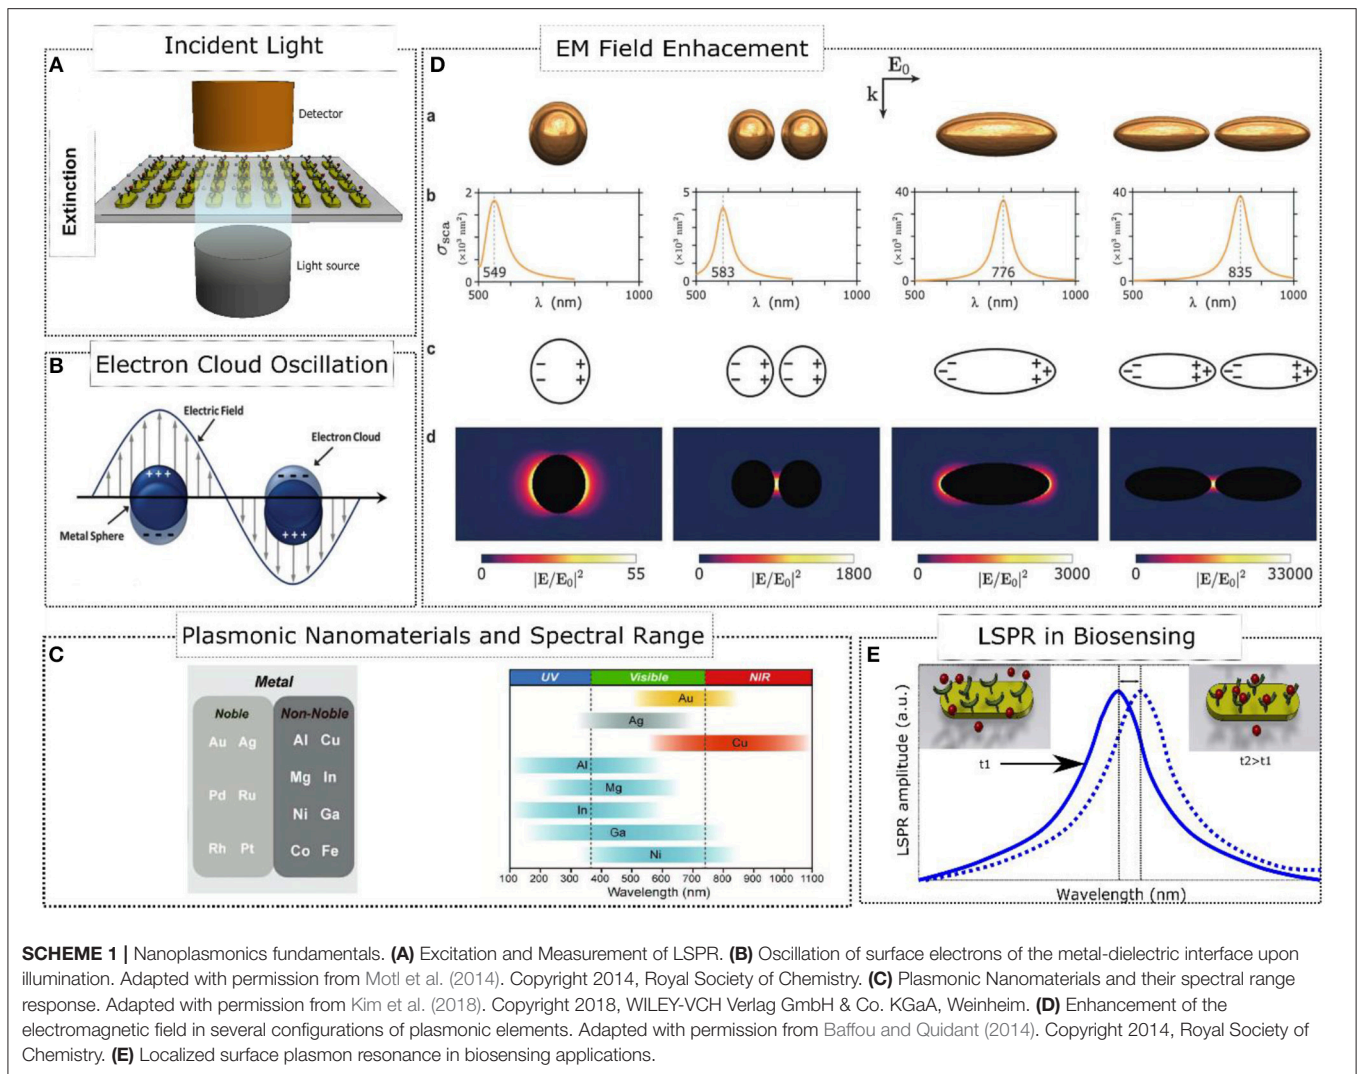 Incident Light
A
Detector
Extinction
Light source
B
Electron Cloud Oscillation
Electric Field
Electron Cloud
+++
- - -
Metal Sphere
- - -
+++
D
EM Field Enhacement
E₀
k
a
b
σsca
(×10³ nm²)
2
0
549
500
1000
λ (nm)
(×10³ nm²)
5
0
583
500
1000
λ (nm)
(×10³ nm²)
40
0
776
500
1000
λ (nm)
(×10³ nm²)
40
0
835
500
1000
λ (nm)
c
d
0
|E/E₀|²
55
0
|E/E₀|²
1800
0
|E/E₀|²
3000
0
|E/E₀|²
33000
Plasmonic Nanomaterials and Spectral Range
C
Metal
Noble
Non-Noble
Au Ag
Al Cu
Mg In
Pd Ru
Ni Ga
Rh Pt
Co Fe
UV Visible NIR
Au
Ag
Cu
Al
Mg
In
Ga
Ni
100 200 300 400 500 600 700 800 900 1000 1100
Wavelength (nm)
LSPR in Biosensing
E
LSPR amplitude (a.u.)
t1
t2>t1
Wavelength (nm)
SCHEME 1 | Nanoplasmonics fundamentals. (A) Excitation and Measurement of LSPR. (B) Oscillation of surface electrons of the metal-dielectric interface upon
illumination. Adapted with permission from Motl et al. (2014). Copyright 2014, Royal Society of Chemistry. (C) Plasmonic Nanomaterials and their spectral range
response. Adapted with permission from Kim et al. (2018). Copyright 2018, WILEY-VCH Verlag GmbH & Co. KGaA, Weinheim. (D) Enhancement of the
electromagnetic field in several configurations of plasmonic elements. Adapted with permission from Baffou and Quidant (2014). Copyright 2014, Royal Society of
Chemistry. (E) Localized surface plasmon resonance in biosensing applications.